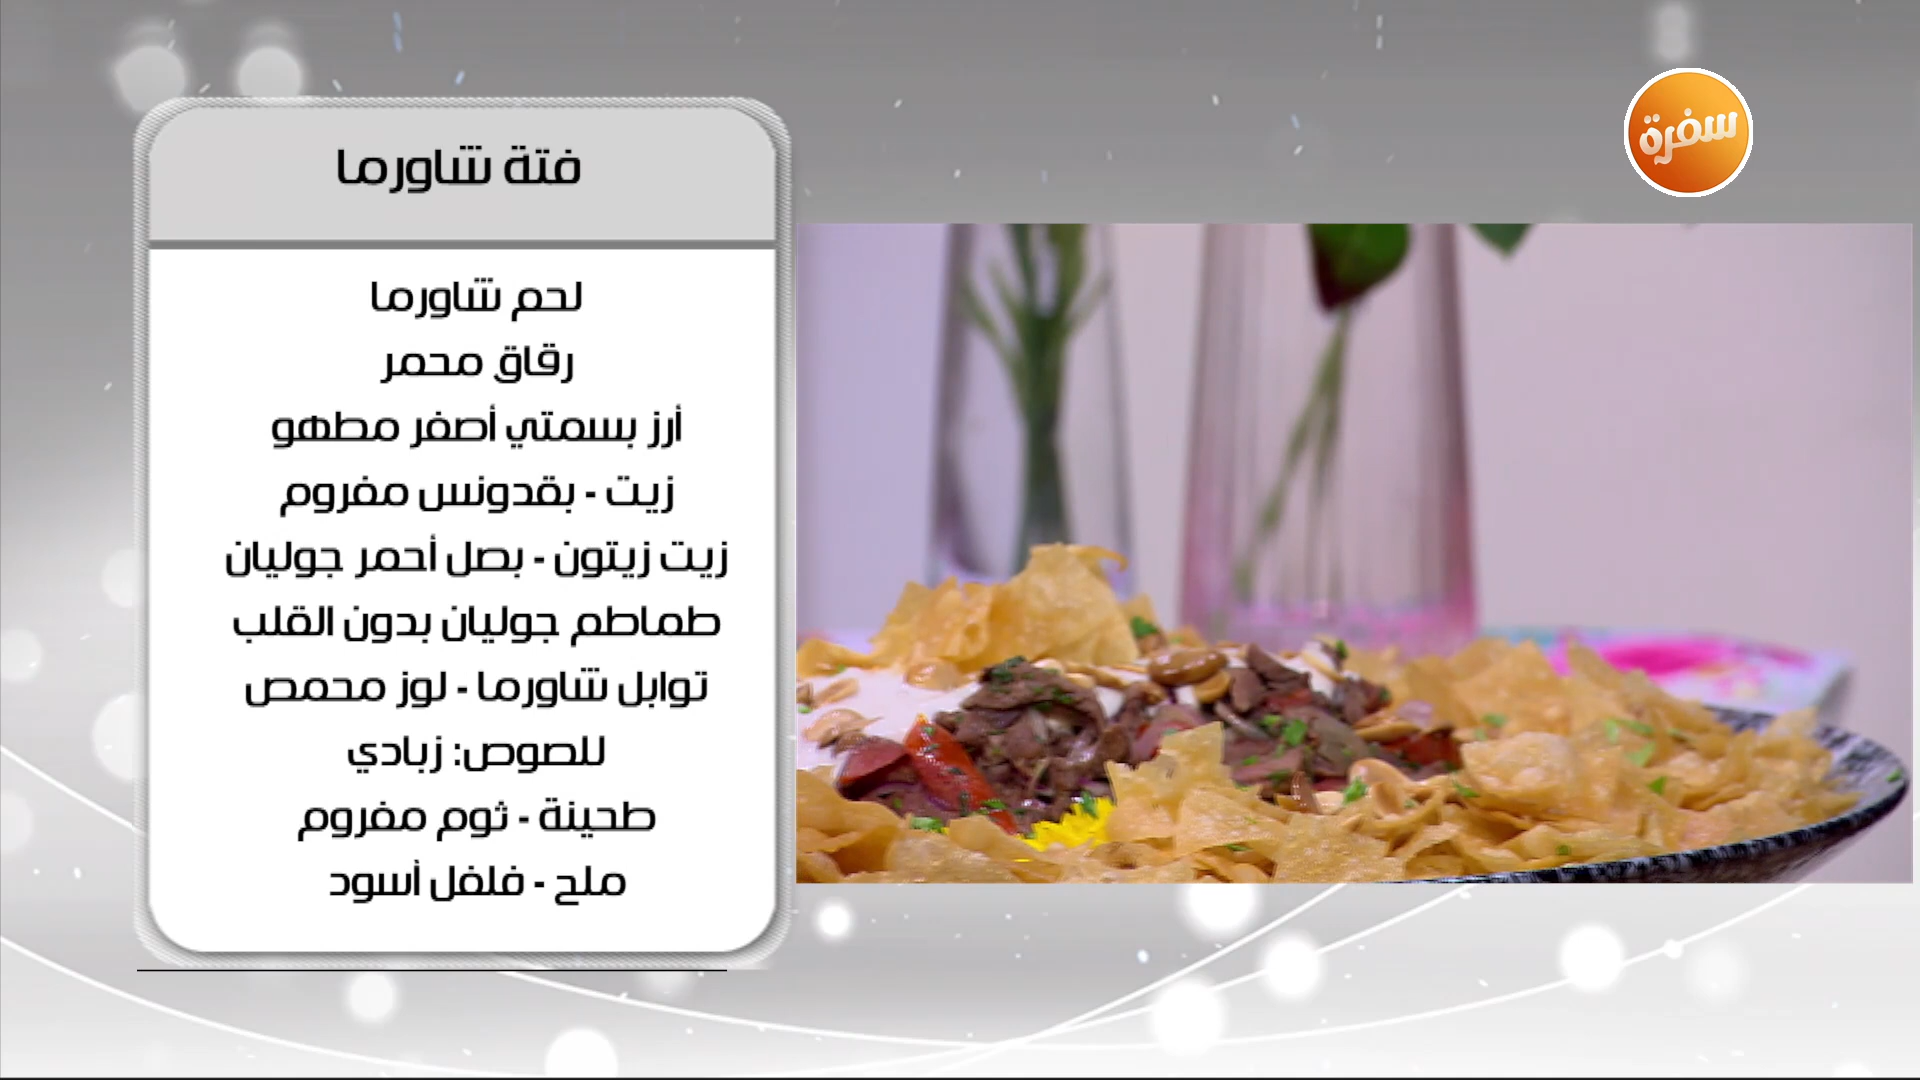 سفرة
فتة شاورما
لحم شاورما
رقاق محمر
أرز بسمتي أصفر مطهو
زيت - بقدونس مفروم
زيت زيتون - بصل أحمر جوليان
طماطم جوليان بدون القلب
توابل شاورما - لوز محمص
للصوص: زبادي
طحينة - ثوم مفروم
ملح - فلفل أسود